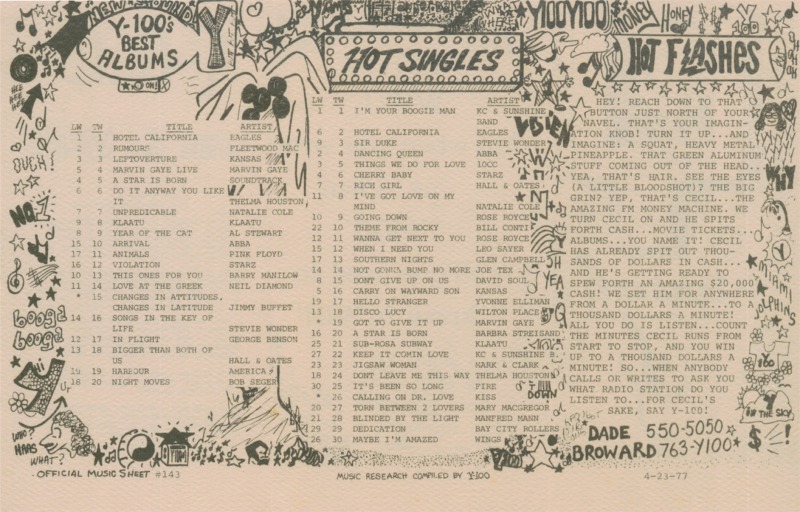 NEW SOUND
Y-100's
BEST
ALBUMS
OH!
LW TW TITLE ARTIST
1 1 HOTEL CALIFORNIA EAGLES
2 2 RUMOURS FLEETWOOD MAC
3 3 LEFTOVERTURE KANSAS
5 4 MARVIN GAYE LIVE MARVIN GAYE
4 5 A STAR IS BORN SOUNDTRACK
6 6 DO IT ANYWAY YOU LIKE
IT THELMA HOUSTON
7 7 UNPREDICABLE NATALIE COLE
9 8 KLAATU KLAATU
8 9 YEAR OF THE CAT AL STEWART
15 10 ARRIVAL ABBA
17 11 ANIMALS PINK FLOYD
16 12 VIOLATION STARZ
10 13 THIS ONES FOR YOU BARRY MANILOW
11 14 LOVE AT THE GREEK NEIL DIAMOND
* 15 CHANGES IN ATTITUDES,
CHANGES IN LATITUDE JIMMY BUFFET
14 16 SONGS IN THE KEY OF
LIFE STEVIE WONDER
12 17 IN FLIGHT GEORGE BENSON
13 18 BIGGER THAN BOTH OF
US HALL & OATES
19 HARBOUR AMERICA
18 20 NIGHT MOVES BOB SEGER
OUCH!
NO. 1
booga
booga
WHO?
HAAS
WHAT?
OFFICIAL MUSIC SHEET #143
HOT SINGLES
LW TW TITLE ARTIST
1 1 I'M YOUR BOOGIE MAN KC & SUNSHINE
BAND
6 2 HOTEL CALIFORNIA EAGLES
9 3 SIR DUKE STEVIE WONDER
2 4 DANCING QUEEN ABBA
3 5 THINGS WE DO FOR LOVE 10CC
4 6 CHERRY BABY STARZ
7 7 RICH GIRL HALL & OATES
11 8 I'VE GOT LOVE ON MY
MIND NATALIE COLE
10 9 GOING DOWN ROSE ROYCE
22 10 THEME FROM ROCKY BILL CONTI
12 11 WANNA GET NEXT TO YOU ROSE ROYCE
15 12 WHEN I NEED YOU LEO SAYER
17 13 SOUTHERN NIGHTS GLEN CAMPBELL
14 14 NOT GONNA BUMP NO MORE JOE TEX
8 15 DONT GIVE UP ON US DAVID SOUL
5 16 CARRY ON WAYWARD SON KANSAS
19 17 HELLO STRANGER YVONNE ELLIMAN
13 18 DISCO LUCY WILTON PLACE
* 19 GOT TO GIVE IT UP MARVIN GAYE
16 20 A STAR IS BORN BARBRA STREISAND
25 21 SUB-ROSA SUBWAY KLAATU
27 22 KEEP IT COMIN LOVE KC & SUNSHINE B.
23 23 JIGSAW WOMAN MARK & CLARK
18 24 DONT LEAVE ME THIS WAY THELMA HOUSTON
30 25 IT'S BEEN SO LONG FIRE
* 26 CALLING ON DR. LOVE KISS
20 27 TORN BETWEEN 2 LOVERS MARY MACGREGOR
21 28 BLINDED BY THE LIGHT MANFRED MANN
29 29 DEDICATION BAY CITY ROLLERS
26 30 MAYBE I'M AMAZED WINGS
MUSIC RESEARCH COMPILED BY Y-100
Y100Y100
$MONEY HONEY
HOT FLASHES
HEY! REACH DOWN TO THAT
BUTTON JUST NORTH OF YOUR
NAVEL. THAT'S YOUR IMAGIN-
ATION KNOB! TURN IT UP...AND
IMAGINE: A SQUAT, HEAVY METAL
PINEAPPLE. THAT GREEN ALUMINUM
STUFF COMING OUT OF THE HEAD.
YEA, THAT'S HAIR. SEE THE EYES
(A LITTLE BLOODSHOT)? THE BIG
GRIN? YEP, THAT'S CECIL...THE
AMAZING FM MONEY MACHINE. WE
TURN CECIL ON AND HE SPITS
FORTH CASH...MOVIE TICKETS...
ALBUMS...YOU NAME IT! CECIL
HAS ALREADY SPIT OUT THOU-
SANDS OF DOLLARS IN CASH...
AND HE'S GETTING READY TO
SPEW FORTH AN AMAZING $20,000
CASH! WE SET HIM FOR ANYWHERE
FROM A DOLLAR A MINUTE...TO A
THOUSAND DOLLARS A MINUTE!
ALL YOU DO IS LISTEN...COUNT
THE MINUTES CECIL RUNS FROM
START TO STOP, AND YOU WIN
UP TO A THOUSAND DOLLARS A
MINUTE! SO...WHEN ANYBODY
CALLS OR WRITES TO ASK YOU
WHAT RADIO STATION DO YOU
LISTEN TO...FOR CECIL'S
SAKE, SAY Y-100!
WHY
MIAMI
DOLPHINS
Y100
IN THE SKY
YEA
DOWN
DADE 550-5050
BROWARD 763-Y100
4-23-77